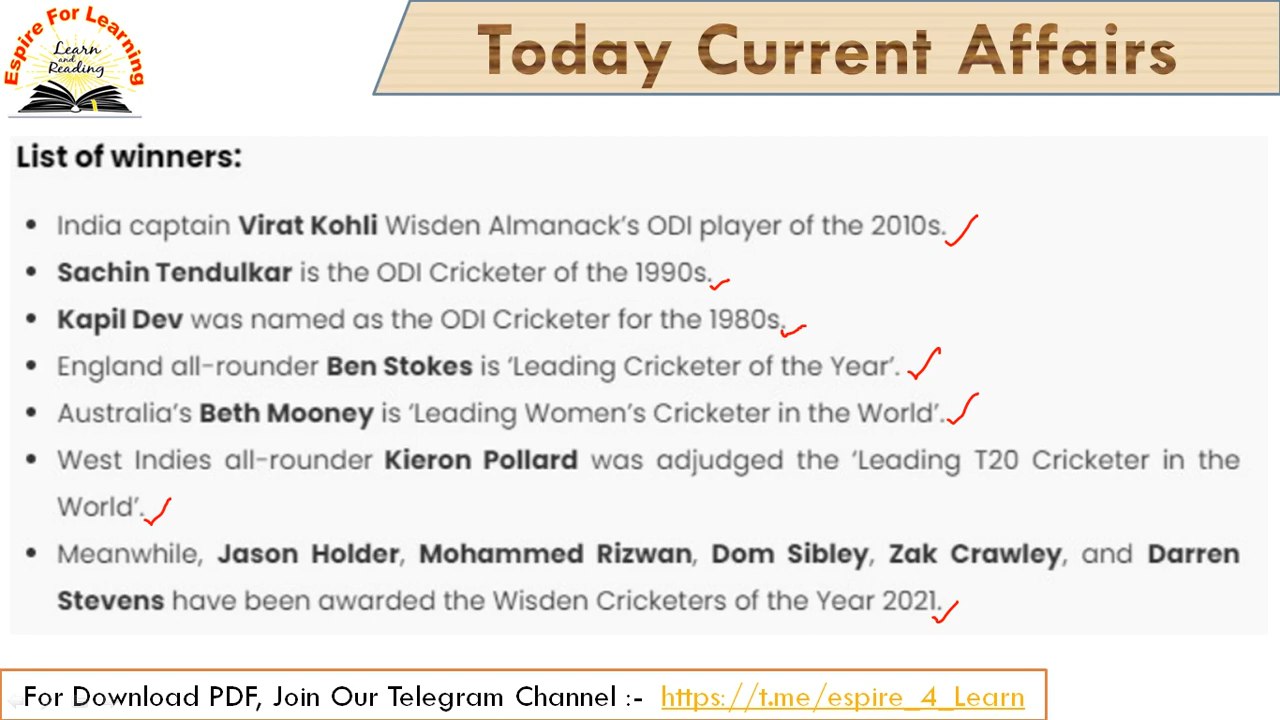 Espire For Learning
Learn
and
Reading
Today Current Affairs
List of winners:
• India captain Virat Kohli Wisden Almanack's ODI player of the 2010s.
• Sachin Tendulkar is the ODI Cricketer of the 1990s.
• Kapil Dev was named as the ODI Cricketer for the 1980s.
• England all-rounder Ben Stokes is ‘Leading Cricketer of the Year’.
• Australia’s Beth Mooney is ‘Leading Women’s Cricketer in the World’.
• West Indies all-rounder Kieron Pollard was adjudged the ‘Leading T20 Cricketer in the
World’.
• Meanwhile, Jason Holder, Mohammed Rizwan, Dom Sibley, Zak Crawley, and Darren
Stevens have been awarded the Wisden Cricketers of the Year 2021.
For Download PDF, Join Our Telegram Channel :- https://t.me/espire_4_Learn